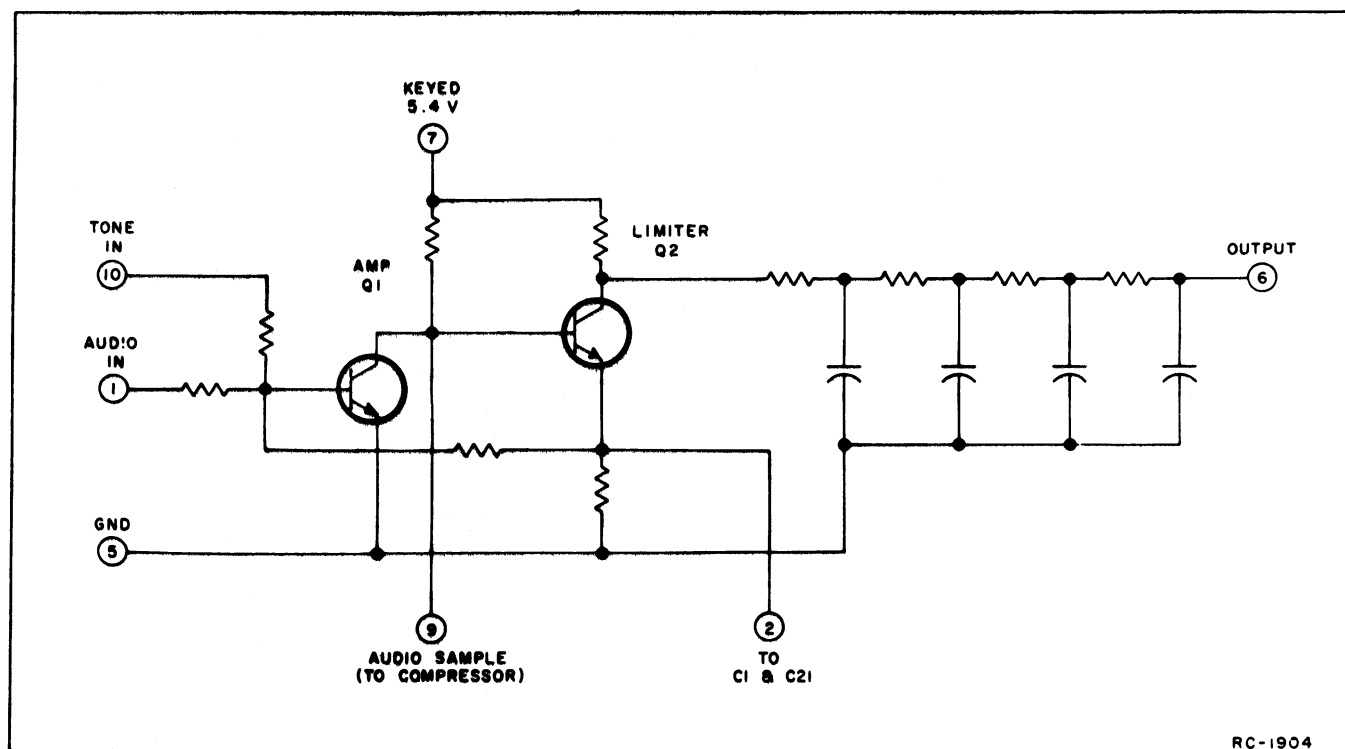 KEYED
5.4 V
7
TONE
IN
10
AMP
Q1
LIMITER
Q2
OUTPUT
6
AUDIO
IN
1
GND
5
9
AUDIO SAMPLE
(TO COMPRESSOR)
2
TO
C1 & C21
RC-1904